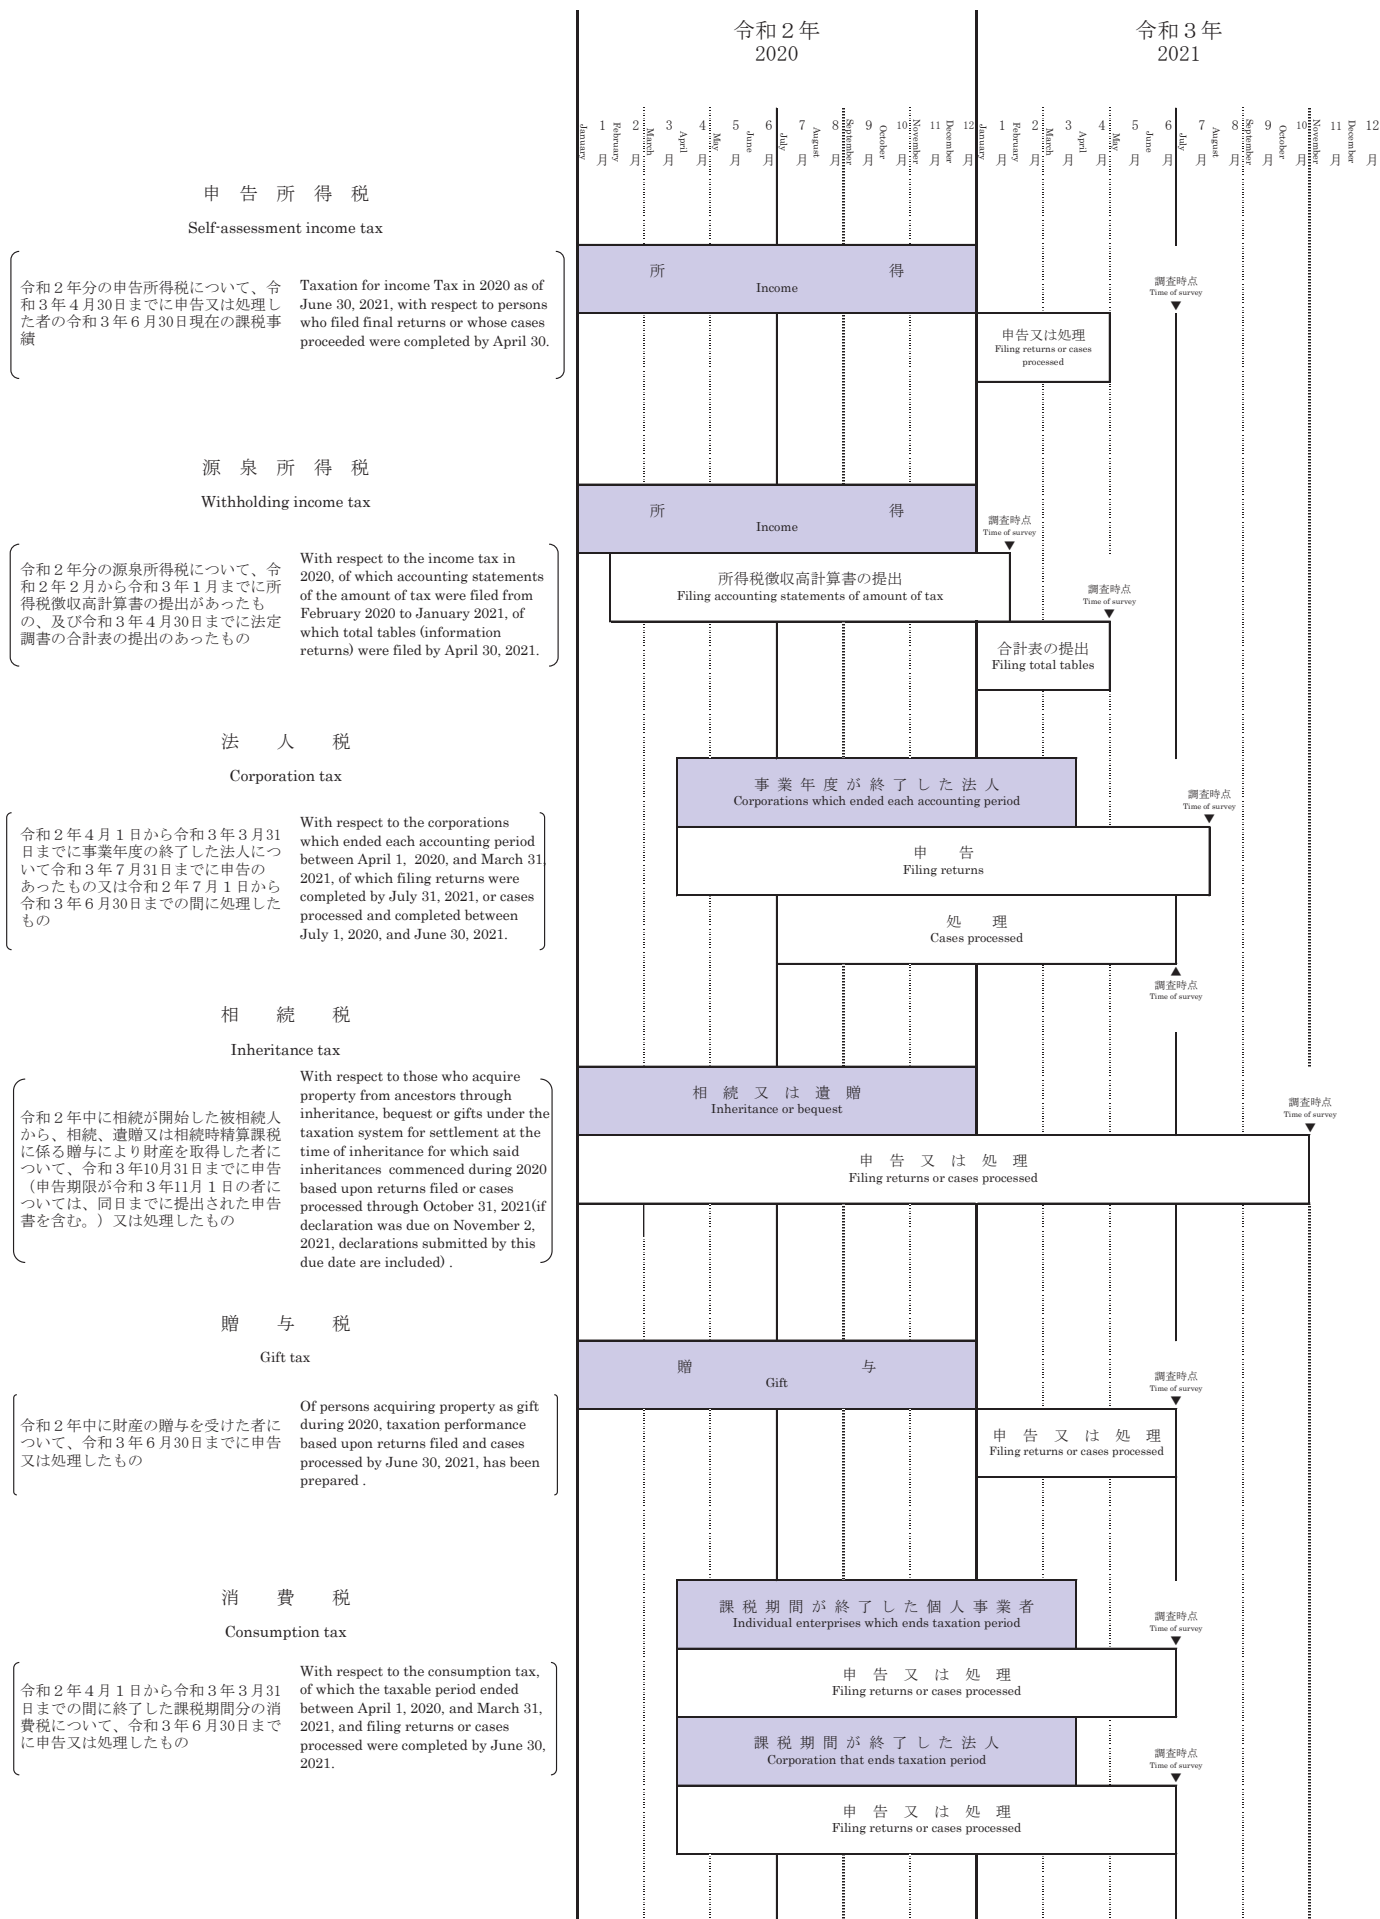 令和２年
2020
令和３年
2021
1 2 3 4 5 6 7 8 9 10 11 12 1 2 3 4 5 6 7 8 9 10 11 12
January February March April May June July August September October November December January February March April May June July August September October November December
月 月 月 月 月 月 月 月 月 月 月 月 月 月 月 月 月 月 月 月 月 月 月 月
申告所得税
Self-assessment income tax
令和２年分の申告所得税について、令
和３年４月30日までに申告又は処理し
た者の令和３年６月30日現在の課税事
績
Taxation for income Tax in 2020 as of
June 30, 2021, with respect to persons
who filed final returns or whose cases
proceeded were completed by April 30.
所得
Income
調査時点
Time of survey
▼
申告又は処理
Filing returns or cases
processed
源泉所得税
Withholding income tax
令和２年分の源泉所得税について、令
和２年２月から令和３年１月までに所
得税徴収高計算書の提出があったも
の、及び令和３年４月30日までに法定
調書の合計表の提出のあったもの
With respect to the income tax in
2020, of which accounting statements
of the amount of tax were filed from
February 2020 to January 2021, of
which total tables (information
returns) were filed by April 30, 2021.
所得
Income
調査時点
Time of survey
▼
所得税徴収高計算書の提出
Filing accounting statements of amount of tax
調査時点
Time of survey
▼
合計表の提出
Filing total tables
法人税
Corporation tax
令和２年４月１日から令和３年３月31
日までに事業年度の終了した法人につ
いて令和３年７月31日までに申告の
あったもの又は令和２年７月１日から
令和３年６月30日までの間に処理した
もの
With respect to the corporations
which ended each accounting period
between April 1, 2020, and March 31,
2021, of which filing returns were
completed by July 31, 2021, or cases
processed and completed between
July 1, 2020, and June 30, 2021.
事業年度が終了した法人
Corporations which ended each accounting period
調査時点
Time of survey
▼
申告
Filing returns
処理
Cases processed
▲
調査時点
Time of survey
相続税
Inheritance tax
令和２年中に相続が開始した被相続人
から、相続、遺贈又は相続時精算課税
に係る贈与により財産を取得した者に
ついて、令和３年10月31日までに申告
（申告期限が令和３年11月１日の者に
ついては、同日までに提出された申告
書を含む。）又は処理したもの
With respect to those who acquire
property from ancestors through
inheritance, bequest or gifts under the
taxation system for settlement at the
time of inheritance for which said
inheritances commenced during 2020
based upon returns filed or cases
processed through October 31, 2021(if
declaration was due on November 2,
2021, declarations submitted by this
due date are included) .
相続又は遺贈
Inheritance or bequest
調査時点
Time of survey
▼
申告又は処理
Filing returns or cases processed
贈与税
Gift tax
令和２年中に財産の贈与を受けた者に
ついて、令和３年６月30日までに申告
又は処理したもの
Of persons acquiring property as gift
during 2020, taxation performance
based upon returns filed and cases
processed by June 30, 2021, has been
prepared .
贈与
Gift
調査時点
Time of survey
▼
申告又は処理
Filing returns or cases processed
消費税
Consumption tax
令和２年４月１日から令和３年３月31
日までの間に終了した課税期間分の消
費税について、令和３年６月30日まで
に申告又は処理したもの
With respect to the consumption tax,
of which the taxable period ended
between April 1, 2020, and March 31,
2021, and filing returns or cases
processed were completed by June 30,
2021.
課税期間が終了した個人事業者
Individual enterprises which ends taxation period
調査時点
Time of survey
▼
申告又は処理
Filing returns or cases processed
課税期間が終了した法人
Corporation that ends taxation period
調査時点
Time of survey
▼
申告又は処理
Filing returns or cases processed